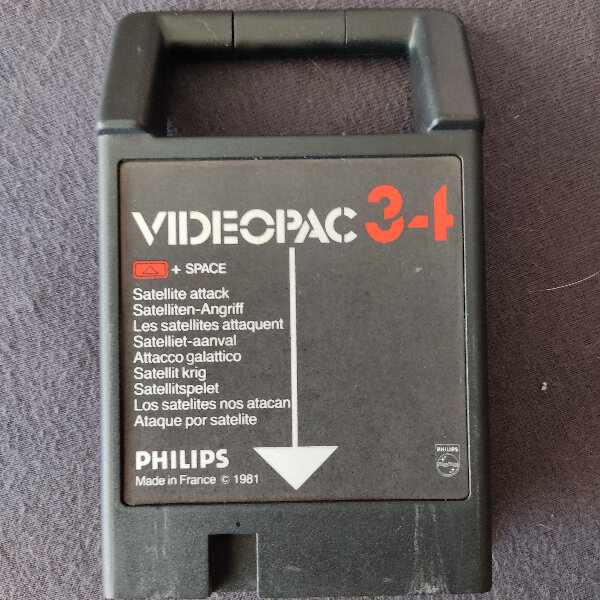 VIDEOPAC 34
+ SPACE
Satellite attack
Satelliten-Angriff
Les satellites attaquent
Satelliet-aanval
Attacco galattico
Satellit krig
Satellitspelet
Los satelites nos atacan
Ataque por satelite
PHILIPS
Made in France © 1981
PHILIPS